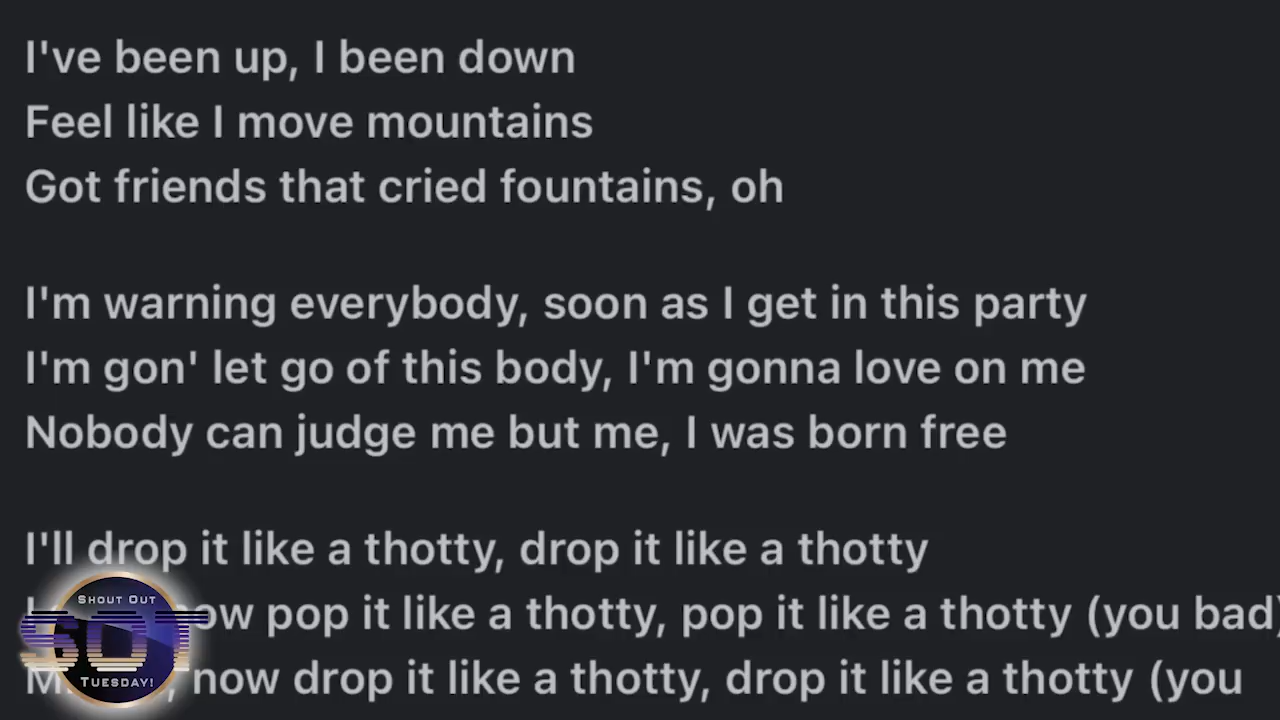 I've been up, I been down
Feel like I move mountains
Got friends that cried fountains, oh
I'm warning everybody, soon as I get in this party
I'm gon' let go of this body, I'm gonna love on me
Nobody can judge me but me, I was born free
I'll drop it like a thotty, drop it like a thotty
pop it like a thotty, pop it like a thotty (you bad)
now drop it like a thotty, drop it like a thotty (you
SHOUT OUT
SOT
TUESDAY!